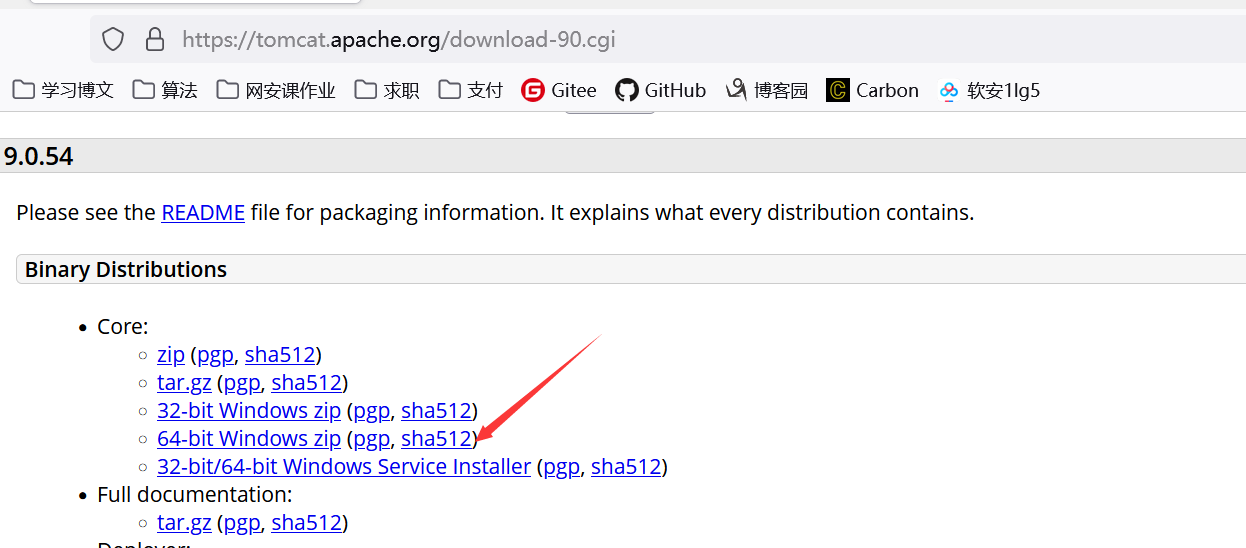 https://tomcat.apache.org/download-90.cgi
学习博文 算法 网安课作业 求职 支付 Gitee GitHub 博客园 Carbon 软安1lg5
9.0.54
Please see the README file for packaging information. It explains what every distribution contains.
Binary Distributions
Core:
zip (pgp, sha512)
tar.gz (pgp, sha512)
32-bit Windows zip (pgp, sha512)
64-bit Windows zip (pgp, sha512)
32-bit/64-bit Windows Service Installer (pgp, sha512)
Full documentation:
tar.gz (pgp, sha512)